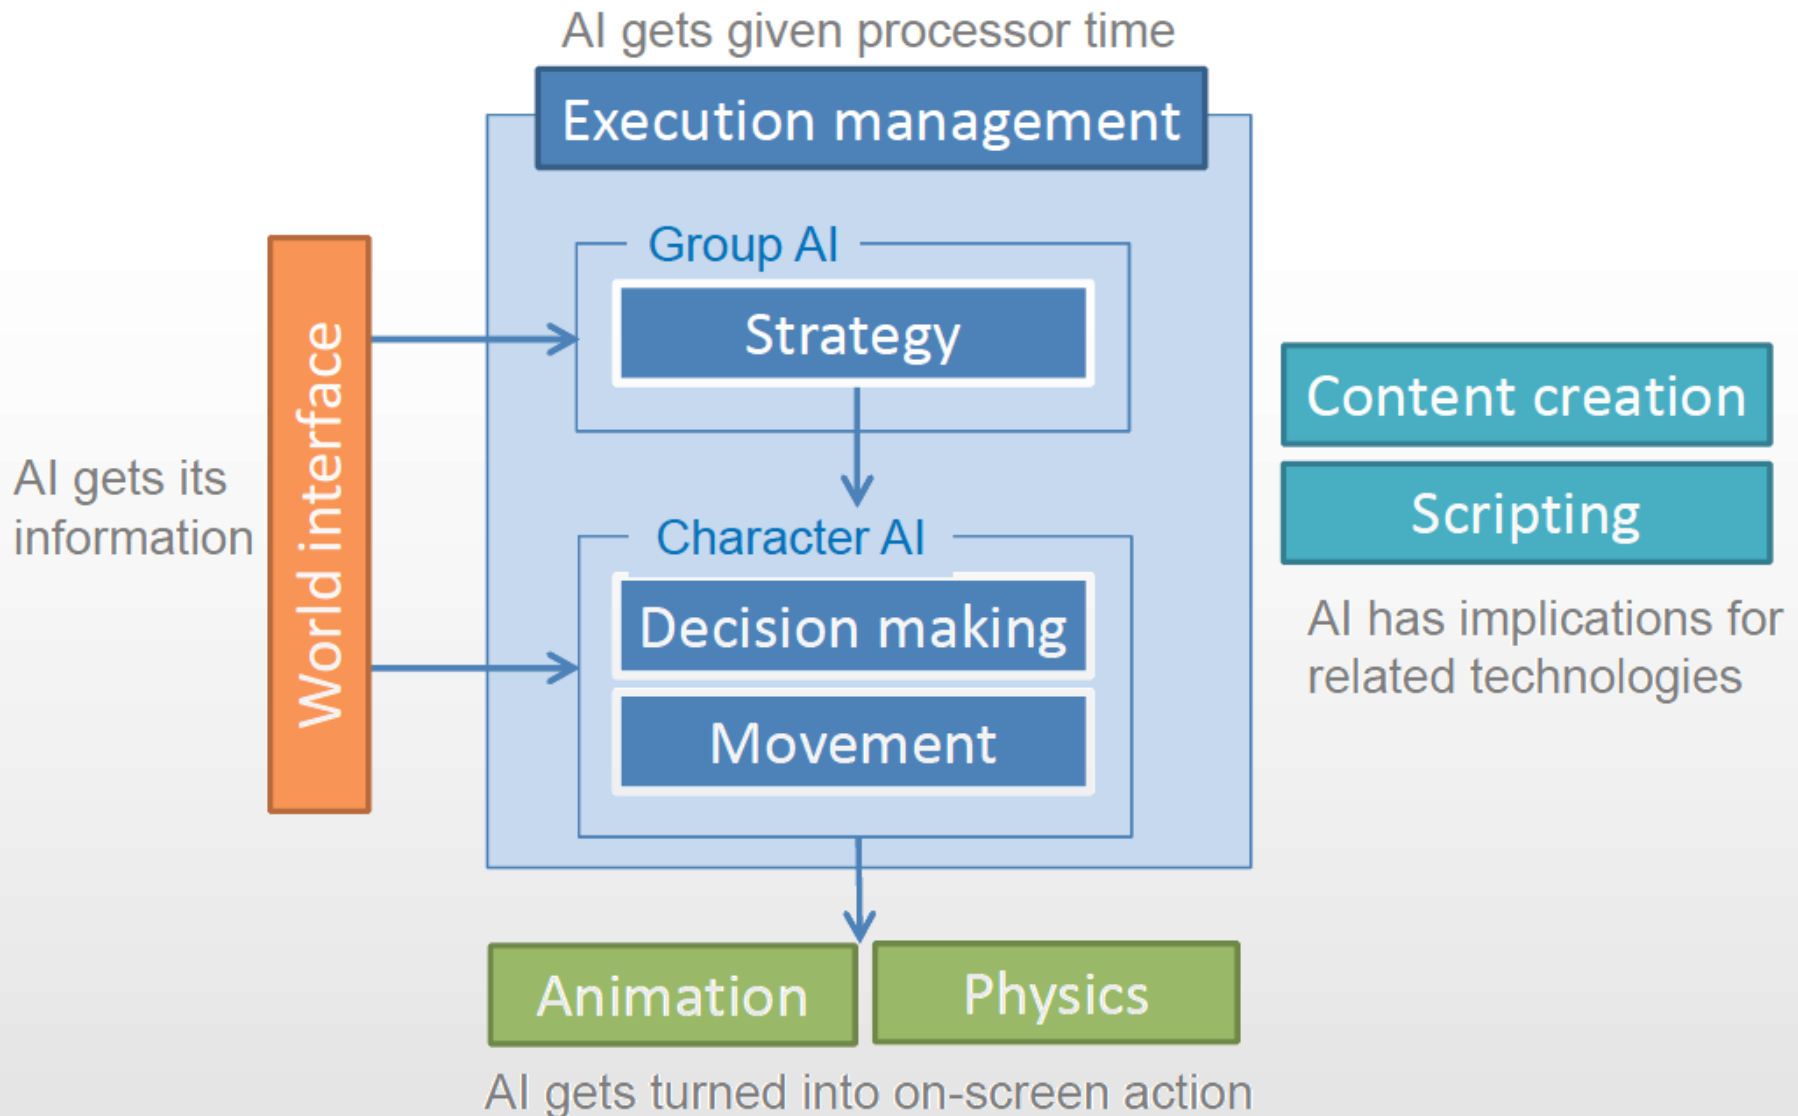 AI gets given processor time
Execution management
Group AI
Strategy
World interface
AI gets its
information
Character AI
Decision making
Movement
Content creation
Scripting
AI has implications for
related technologies
Animation
Physics
AI gets turned into on-screen action